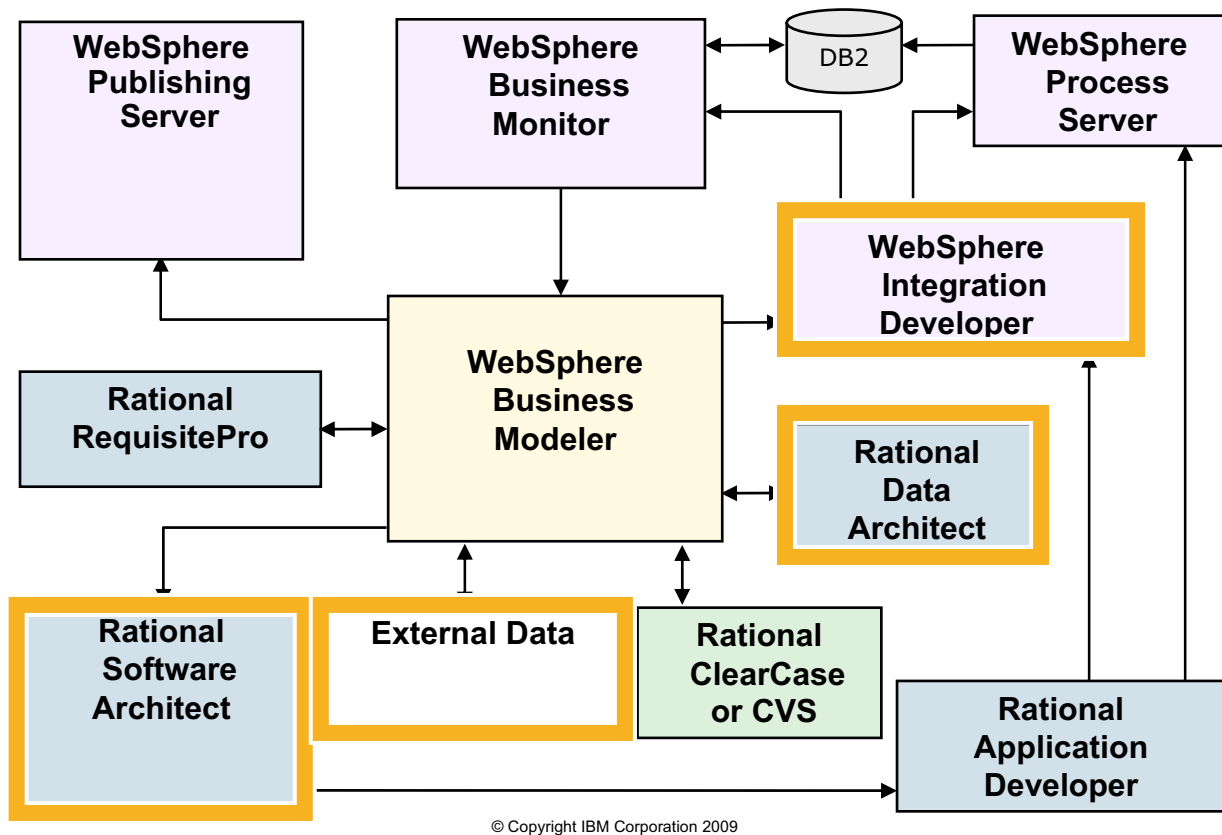 WebSphere
Publishing
Server
WebSphere
Business
Monitor
DB2
WebSphere
Process
Server
WebSphere
Integration
Developer
WebSphere
Business
Modeler
Rational
RequisitePro
Rational
Data
Architect
Rational
Software
Architect
External Data
Rational
ClearCase
or CVS
Rational
Application
Developer
© Copyright IBM Corporation 2009